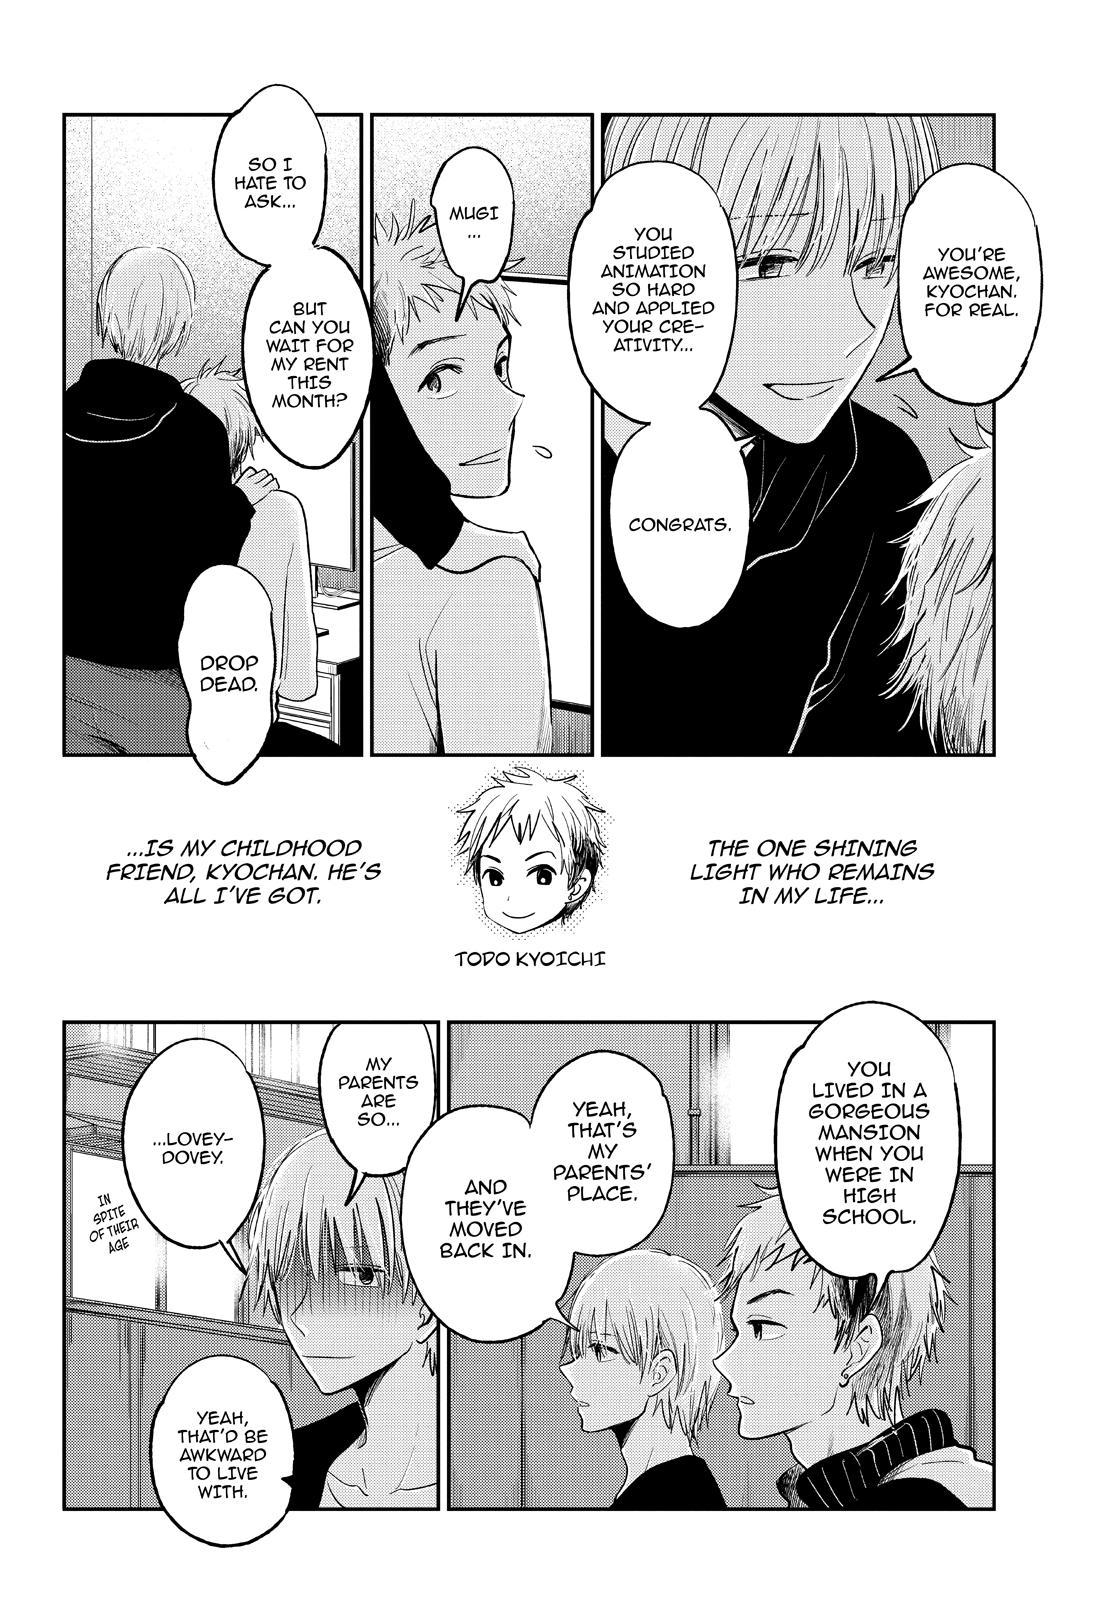 YOU'RE
AWESOME,
KYOCHAN.
FOR REAL.
YOU
STUDIED
ANIMATION
SO HARD
AND APPLIED
YOUR CRE-
ATIVITY...
CONGRATS.
MUGI
...
SO I
HATE TO
ASK...
BUT
CAN YOU
WAIT FOR
MY RENT
THIS
MONTH?
DROP
DEAD.
THE ONE SHINING
LIGHT WHO REMAINS
IN MY LIFE...
TODO KYOICHI
...IS MY CHILDHOOD
FRIEND, KYOCHAN. HE'S
ALL I'VE GOT.
YOU
LIVED IN A
GORGEOUS
MANSION
WHEN YOU
WERE IN
HIGH
SCHOOL.
YEAH,
THAT'S
MY
PARENTS'
PLACE.
AND
THEY'VE
MOVED
BACK IN.
MY
PARENTS
ARE
SO...
...LOVEY-
DOVEY.
IN
SPITE
OF THEIR
AGE
YEAH,
THAT'D BE
AWKWARD
TO LIVE
WITH.